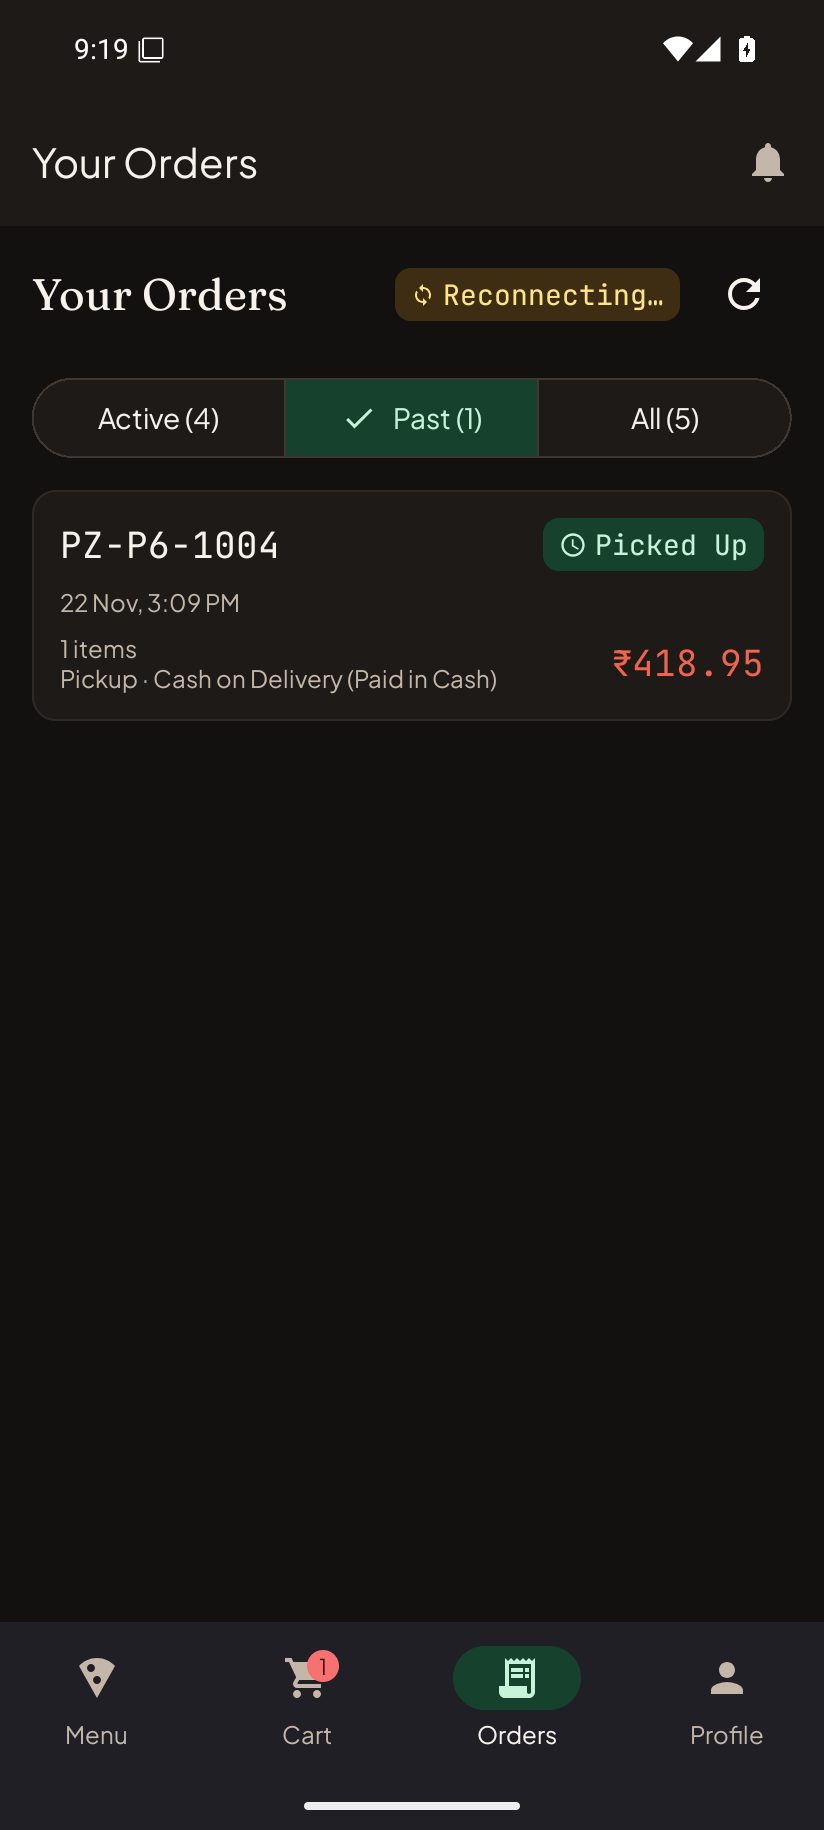 9:19
Your Orders
Your Orders
Reconnecting…
Active (4)
Past (1)
All (5)
PZ-P6-1004
Picked Up
22 Nov, 3:09 PM
1 items
Pickup · Cash on Delivery (Paid in Cash)
₹418.95
1
Menu
Cart
Orders
Profile